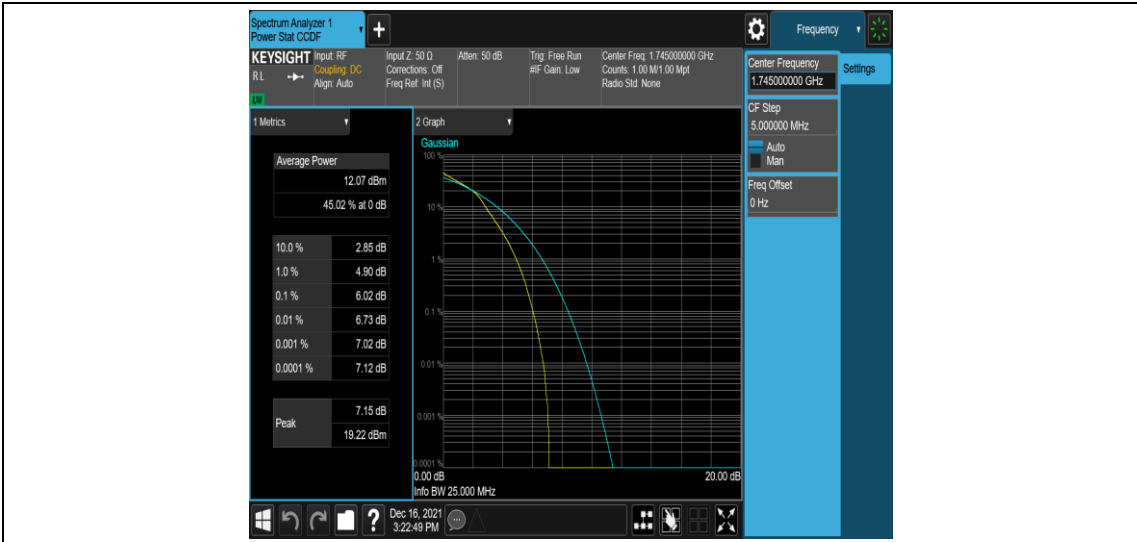 Spectrum Analyzer 1
Power Stat CCDF
+
Frequency
KEYSIGHT
RL
LXI
Input: RF
Coupling: DC
Align: Auto
Input Z: 50 Ω
Corrections: Off
Freq Ref: Int (S)
Atten: 50 dB
Trig: Free Run
#IF Gain: Low
Center Freq: 1.745000000 GHz
Counts: 1.00 M/1.00 Mpt
Radio Std: None
Center Frequency
1.745000000 GHz
Settings
CF Step
5.000000 MHz
Auto
Man
Freq Offset
0 Hz
1 Metrics
Average Power
12.07 dBm
45.02 % at 0 dB
10.0 % 2.85 dB
1.0 % 4.90 dB
0.1 % 6.02 dB
0.01 % 6.73 dB
0.001 % 7.02 dB
0.0001 % 7.12 dB
Peak 7.15 dB
19.22 dBm
2 Graph
Gaussian
100 %
10 %
1 %
0.1 %
0.01 %
0.001 %
0.0001 %
0.00 dB 20.00 dB
Info BW 25.000 MHz
?
Dec 16, 2021
3:22:49 PM